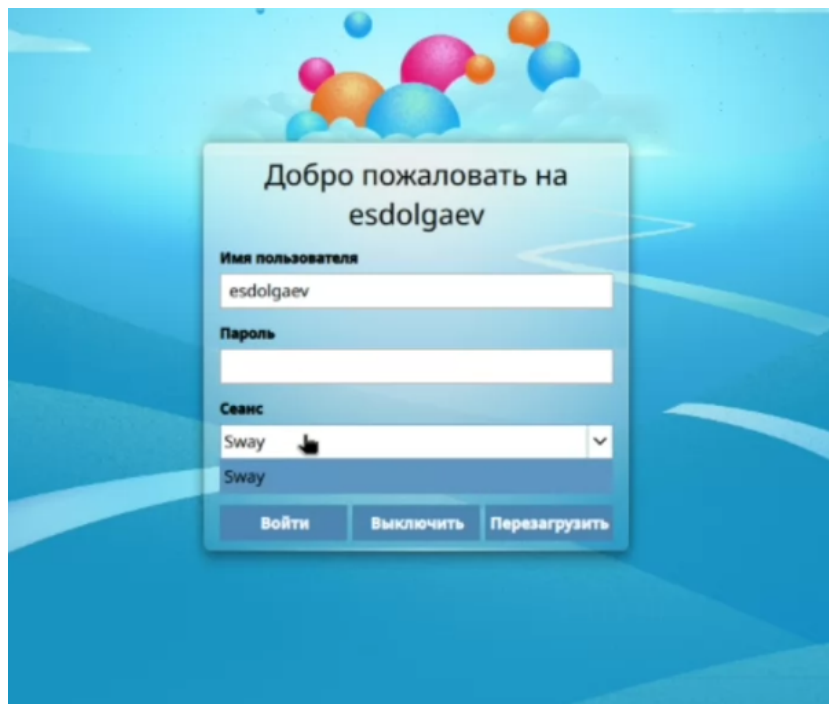 Добро пожаловать на
esdolgaev
Имя пользователя
esdolgaev
Пароль
Сеанс
Sway
Sway
Войти Выключить Перезагрузить